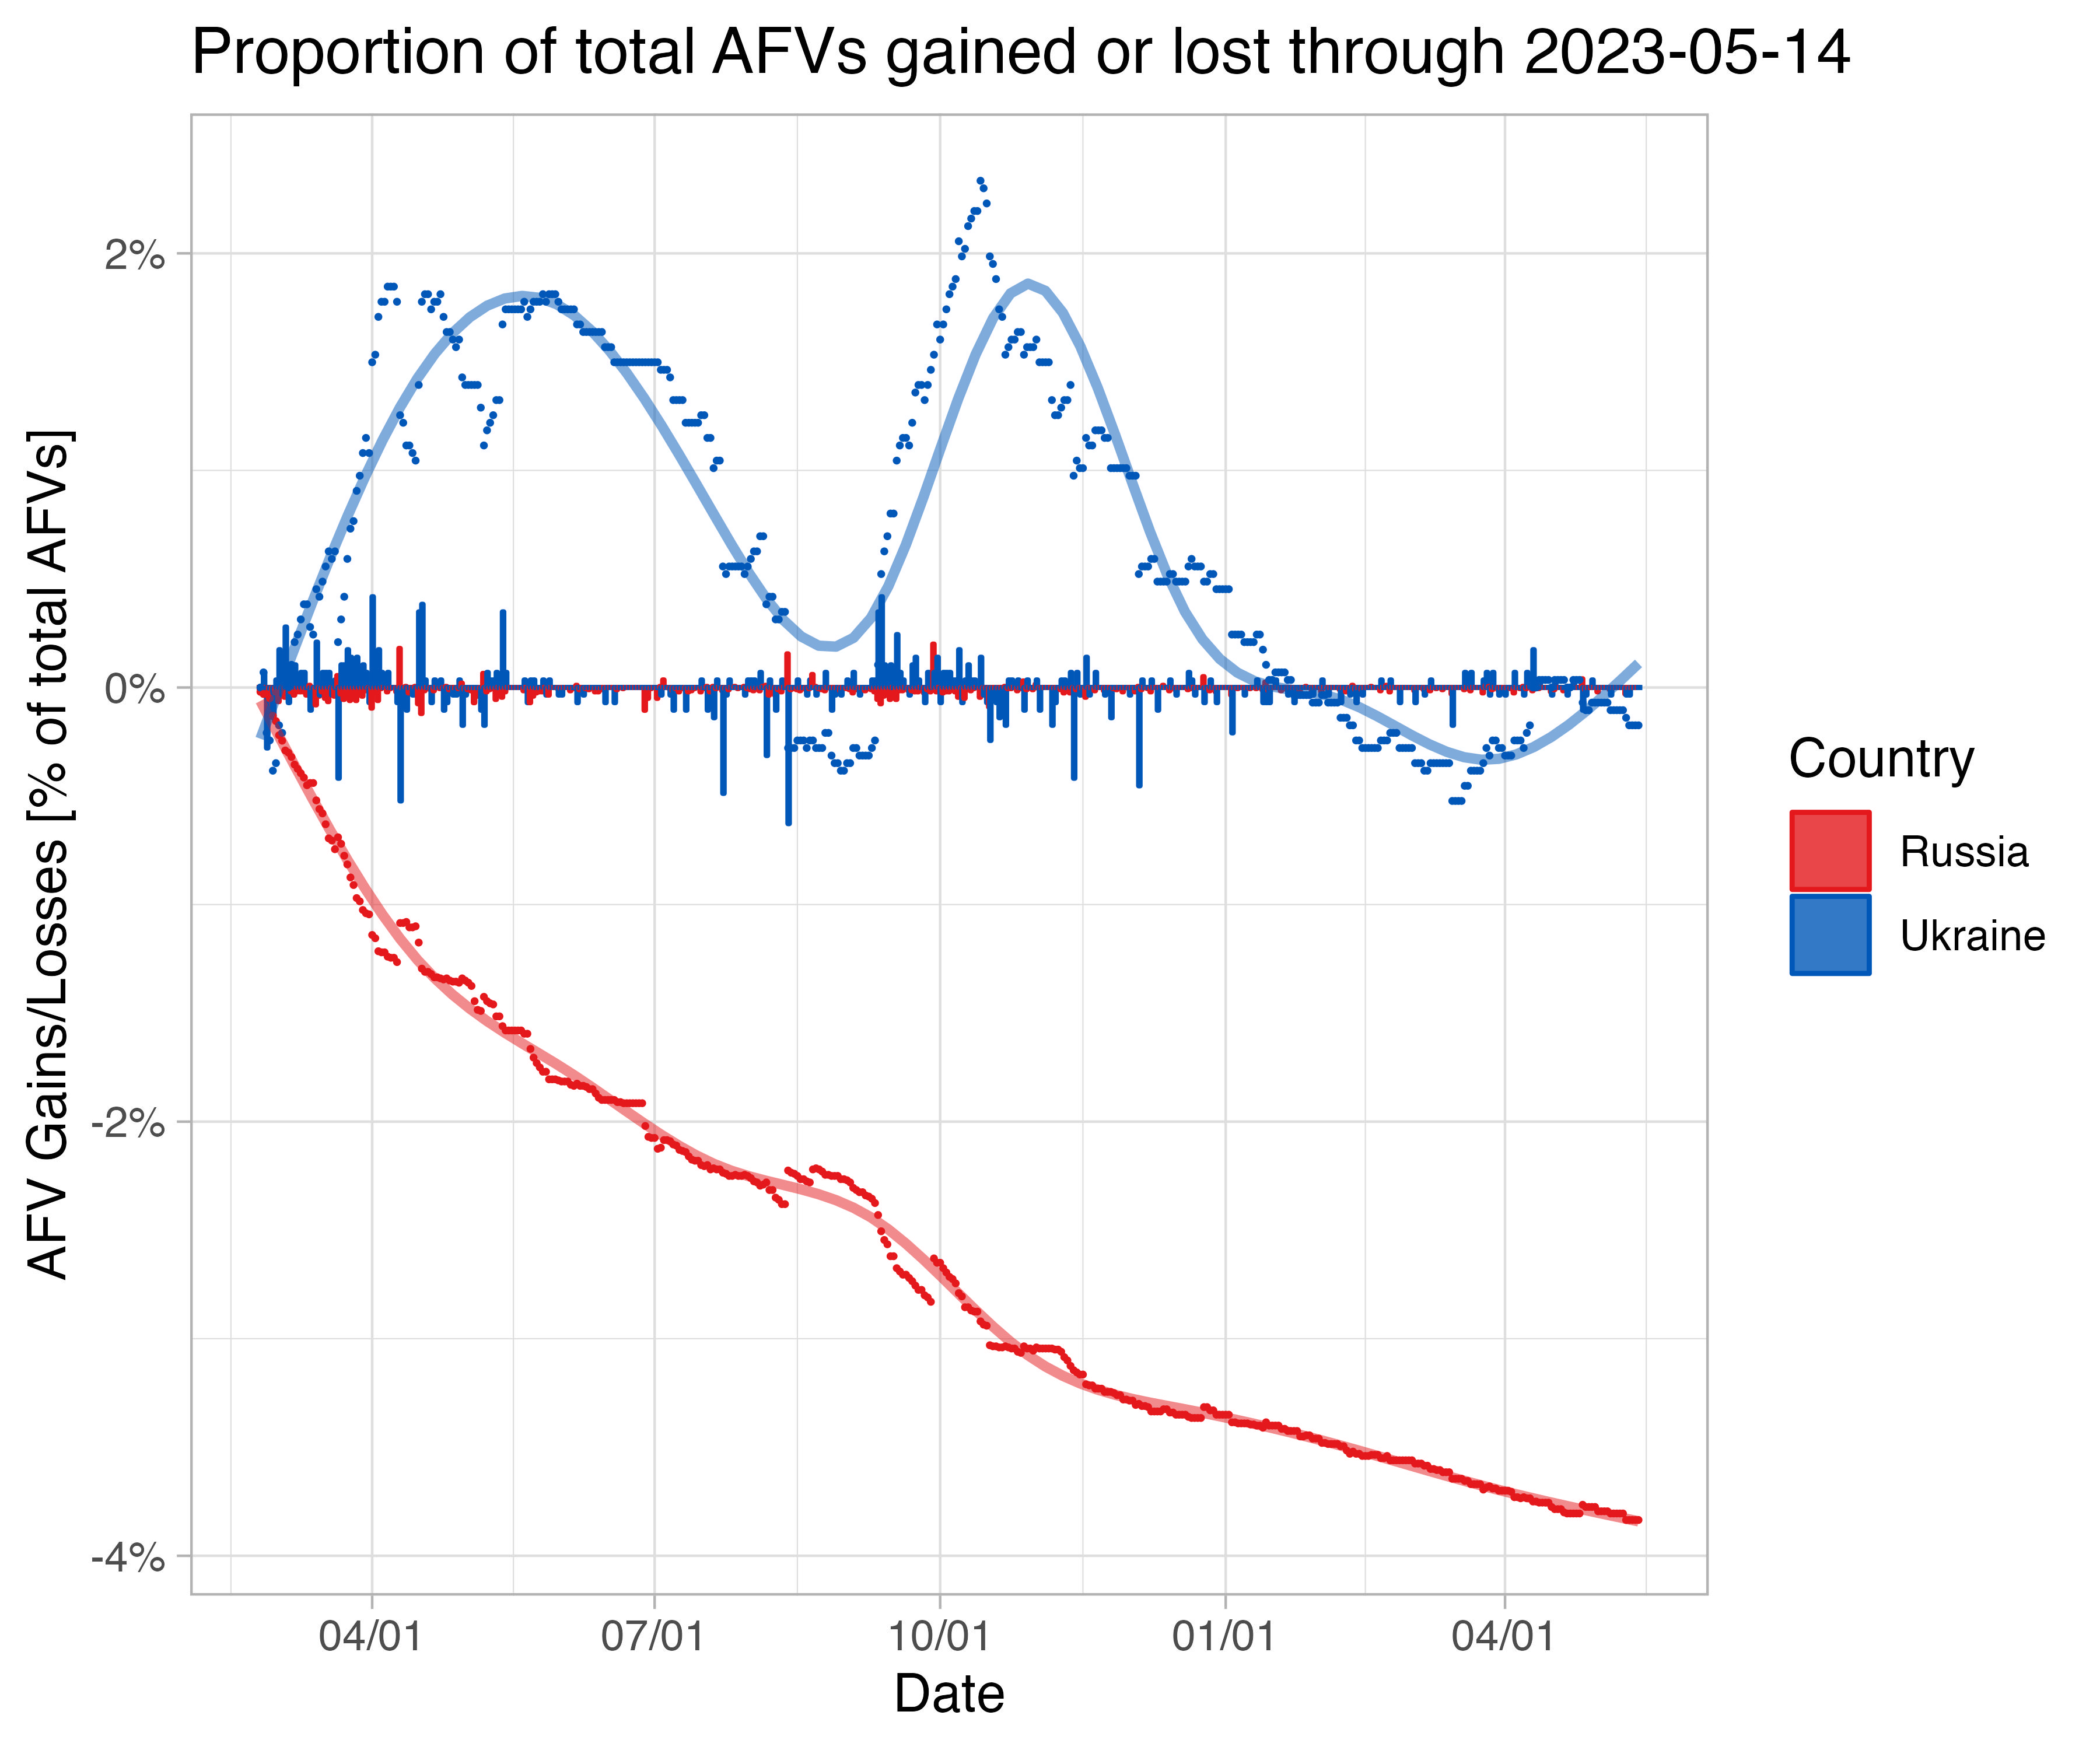 Proportion of total AFVs gained or lost through 2023-05-14
AFV Gains/Losses [% of total AFVs]
2%
0%
-2%
-4%
04/01
07/01
10/01
01/01
04/01
Date
Country
Russia
Ukraine